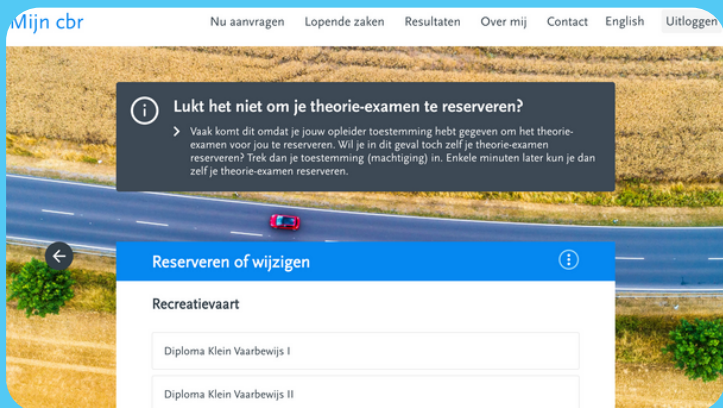 Mijn cbr
Nu aanvragen Lopende zaken Resultaten Over mij Contact English Uitloggen
Lukt het niet om je theorie-examen te reserveren?
Vaak komt dit omdat je jouw opleider toestemming hebt gegeven om het theorie-
examen voor jou te reserveren. Wil je in dit geval toch zelf je theorie-examen
reserveren? Trek dan je toestemming (machtiging) in. Enkele minuten later kun je dan
zelf je theorie-examen reserveren.
Reserveren of wijzigen
Recreatievaart
Diploma Klein Vaarbewijs I
Diploma Klein Vaarbewijs II